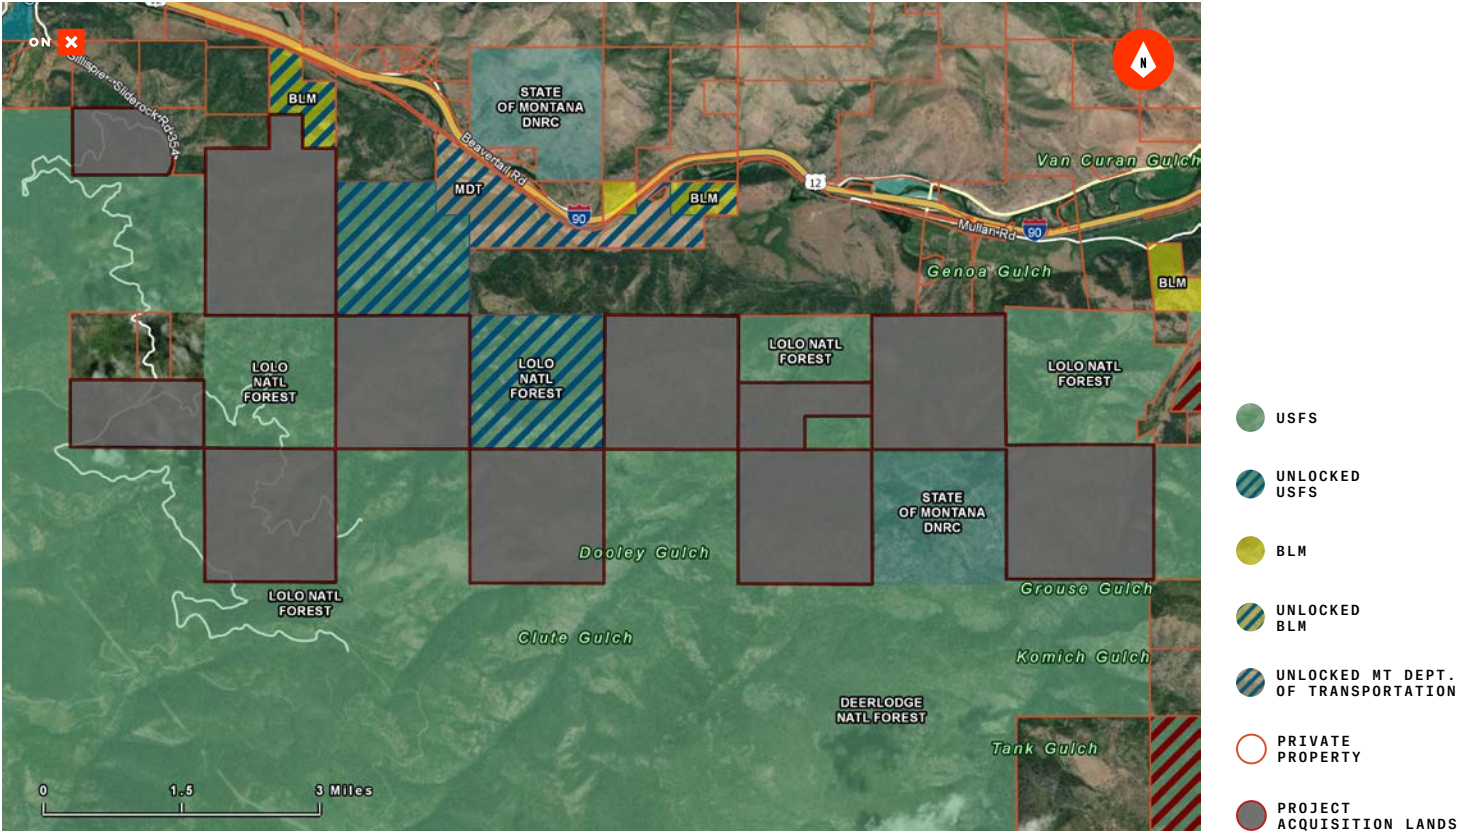 ON X
N
12
Gillispie--Sliderock-Rd-354
BLM
STATE
OF MONTANA
DNRC
Beavertail Rd
Van Curan Gulch
MDT
BLM
12
90
90
Mullan Rd
Genoa Gulch
BLM
LOLO
NATL
FOREST
LOLO
NATL
FOREST
LOLO NATL
FOREST
LOLO NATL
FOREST
STATE
OF MONTANA
DNRC
Dooley Gulch
Grouse Gulch
LOLO NATL
FOREST
Clute Gulch
Komich Gulch
DEERLODGE
NATL FOREST
Tank Gulch
0 1.5 3 Miles
USFS
UNLOCKED
USFS
BLM
UNLOCKED
BLM
UNLOCKED MT DEPT.
OF TRANSPORTATION
PRIVATE
PROPERTY
PROJECT
ACQUISITION LANDS